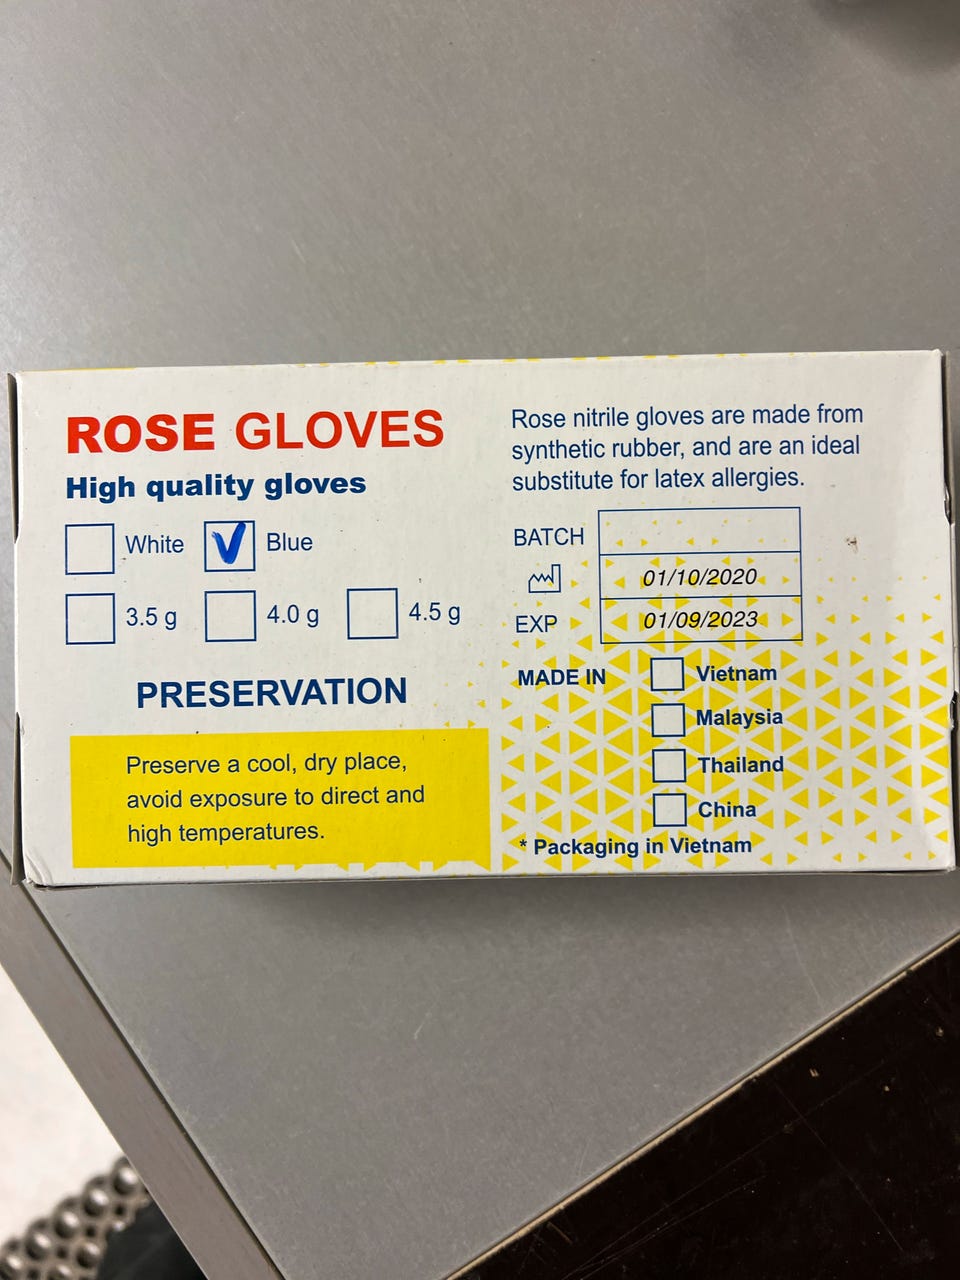 ROSE GLOVES
High quality gloves
White Blue
3.5 g 4.0 g 4.5 g
PRESERVATION
Preserve a cool, dry place,
avoid exposure to direct and
high temperatures.
Rose nitrile gloves are made from
synthetic rubber, and are an ideal
substitute for latex allergies.
BATCH
01/10/2020
EXP 01/09/2023
MADE IN Vietnam
Malaysia
Thailand
China
* Packaging in Vietnam